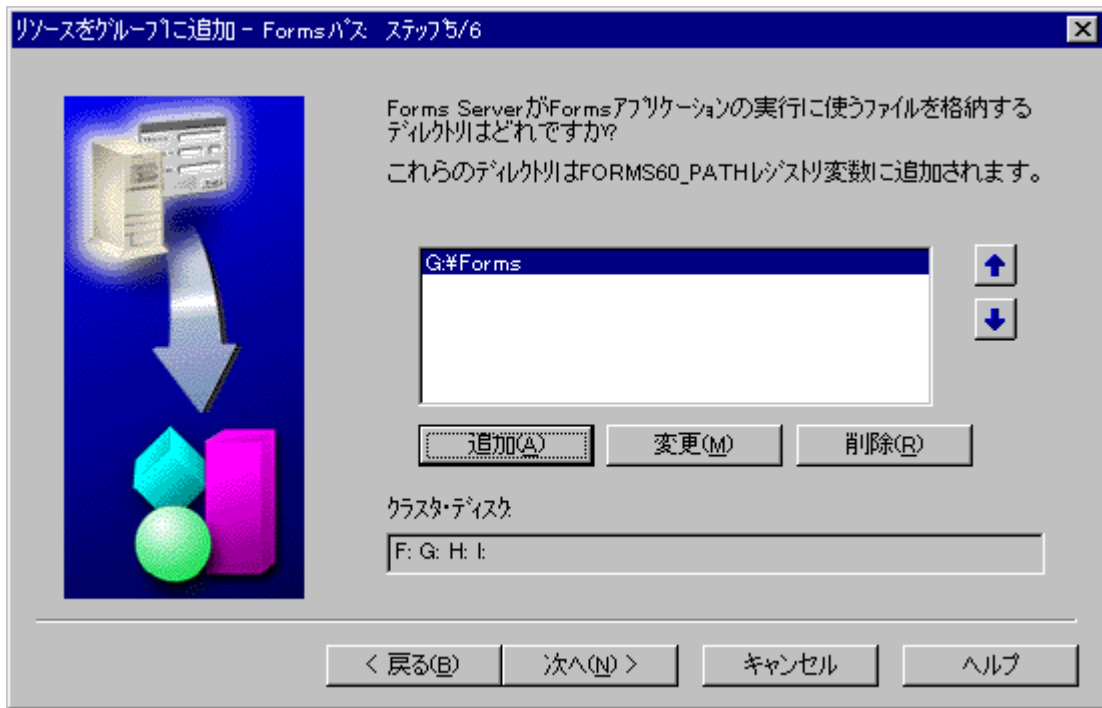 リソースをグループに追加 - Formsパス: ステップ5/6
Forms ServerがFormsアプリケーションの実行に使うファイルを格納する
ディレクトリはどれですか?
これらのディレクトリはFORMS60_PATHレジストリ変数に追加されます。
G:¥Forms
追加(A)
変更(M)
削除(R)
クラスタ・ディスク:
F: G: H: I:
< 戻る(B)
次へ(N) >
キャンセル
ヘルプ